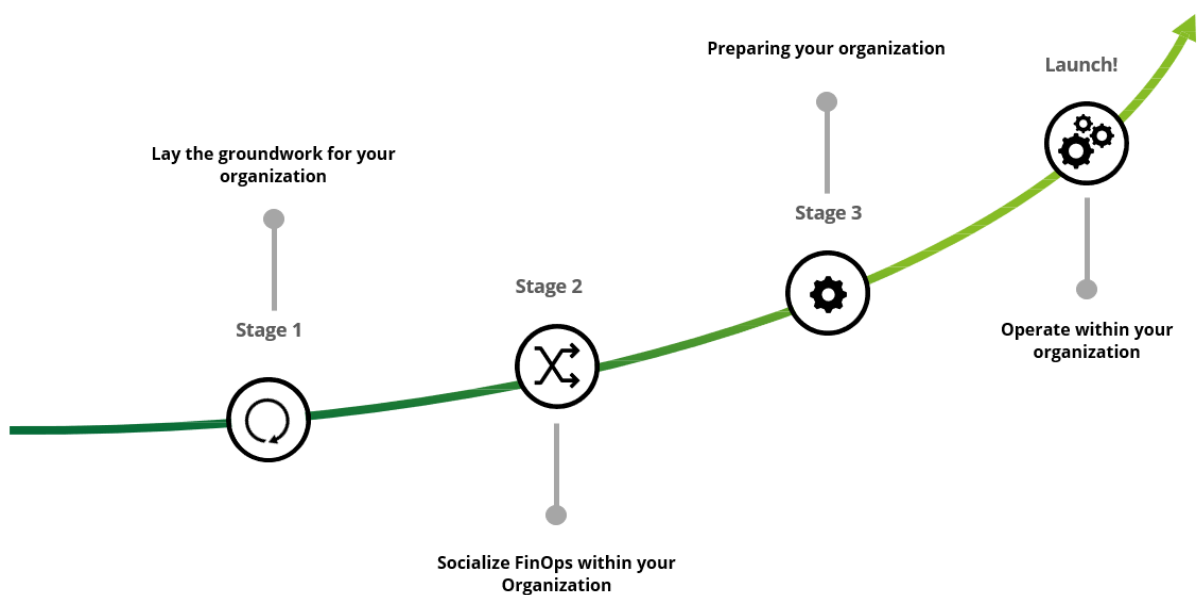 Lay the groundwork for your
organization
Stage 1
Stage 2
Socialize FinOps within your
Organization
Preparing your organization
Stage 3
Launch!
Operate within your
organization